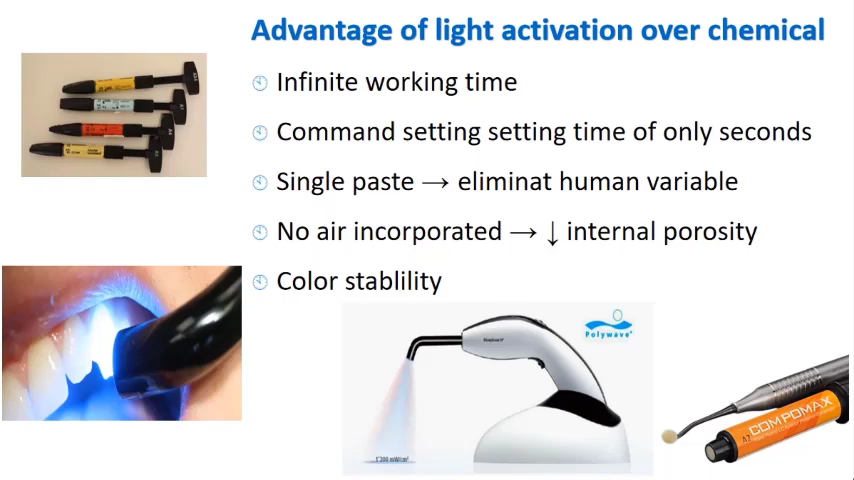 Advantage of light activation over chemical
Infinite working time
Command setting setting time of only seconds
Single paste → eliminat human variable
No air incorporated → ↓ internal porosity
Color stablility
Polywave®
COMPOMAX